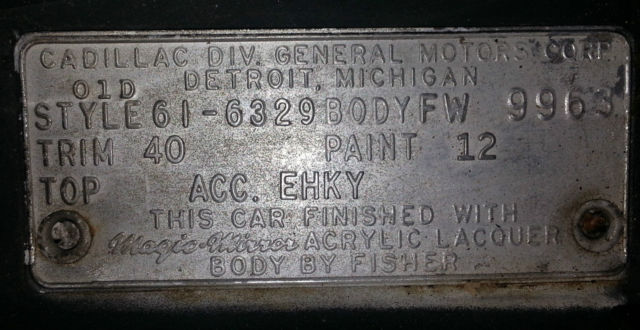 CADILLAC DIV. GENERAL MOTORS CORP.
DETROIT, MICHIGAN
01D
STYLE 61-6329 BODY FW 9963
TRIM 40 PAINT 12
TOP ACC. EHKY
THIS CAR FINISHED WITH
Magic-Mirror ACRYLIC LACQUER
BODY BY FISHER